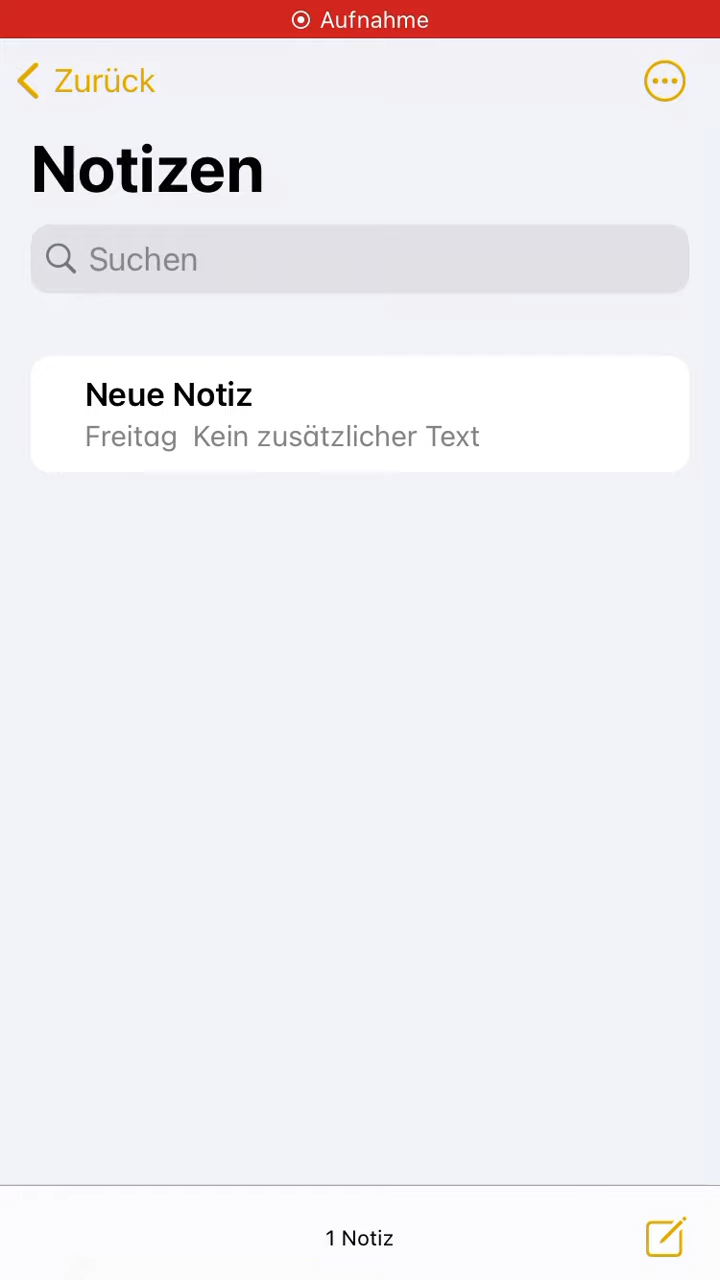 Aufnahme
Zurück
Notizen
Suchen
Neue Notiz
Freitag Kein zusätzlicher Text
1 Notiz